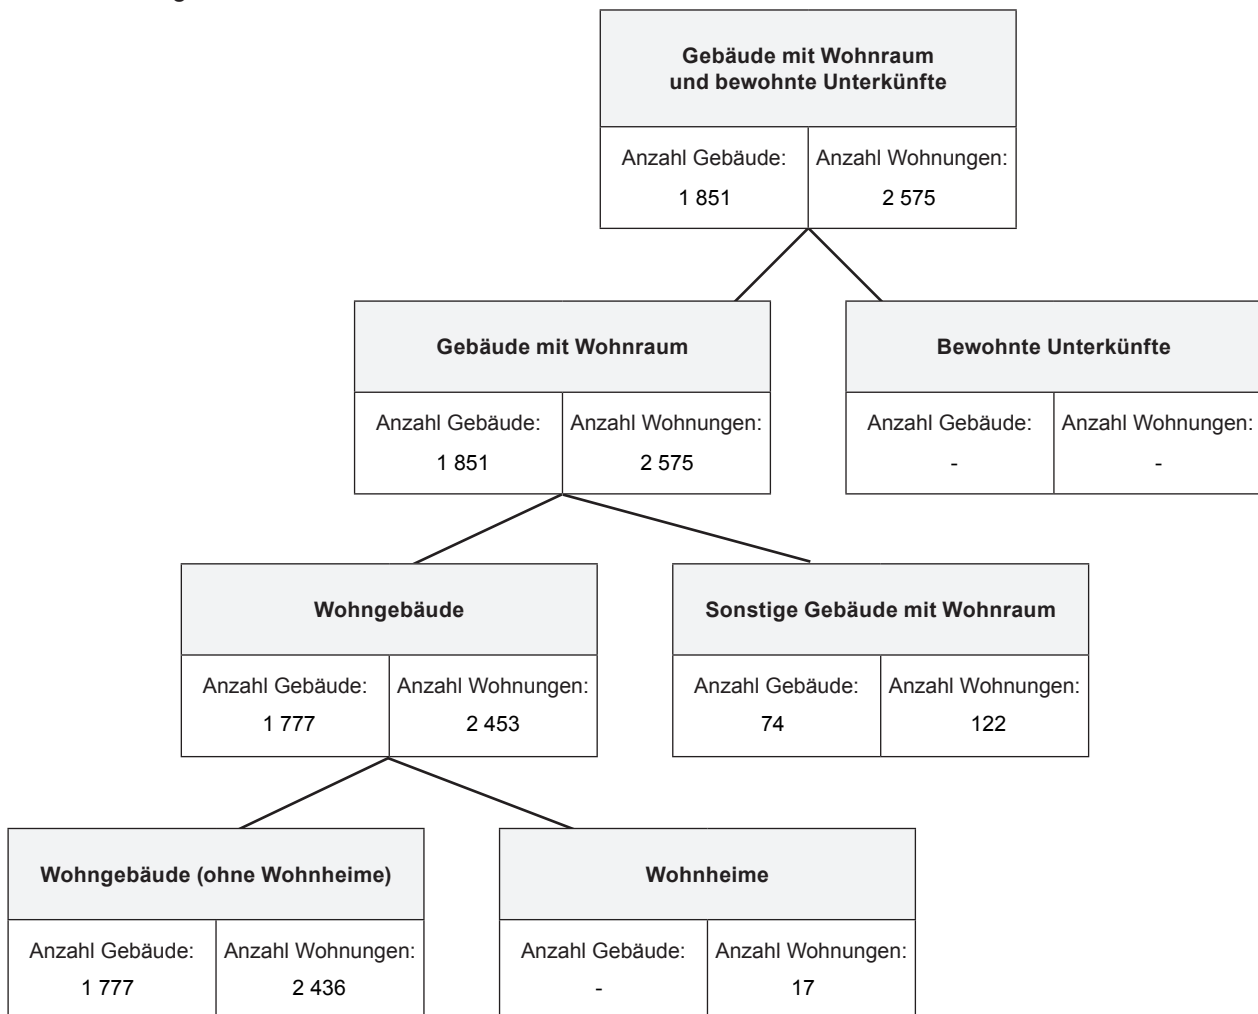 Gebäude mit Wohnraum
und bewohnte Unterkünfte
Anzahl Gebäude: Anzahl Wohnungen:
1 851 2 575
Gebäude mit Wohnraum Bewohnte Unterkünfte
Anzahl Gebäude: Anzahl Wohnungen: Anzahl Gebäude: Anzahl Wohnungen:
1 851 2 575 - -
Wohngebäude Sonstige Gebäude mit Wohnraum
Anzahl Gebäude: Anzahl Wohnungen: Anzahl Gebäude: Anzahl Wohnungen:
1 777 2 453 74 122
Wohngebäude (ohne Wohnheime) Wohnheime
Anzahl Gebäude: Anzahl Wohnungen: Anzahl Gebäude: Anzahl Wohnungen:
1 777 2 436 - 17